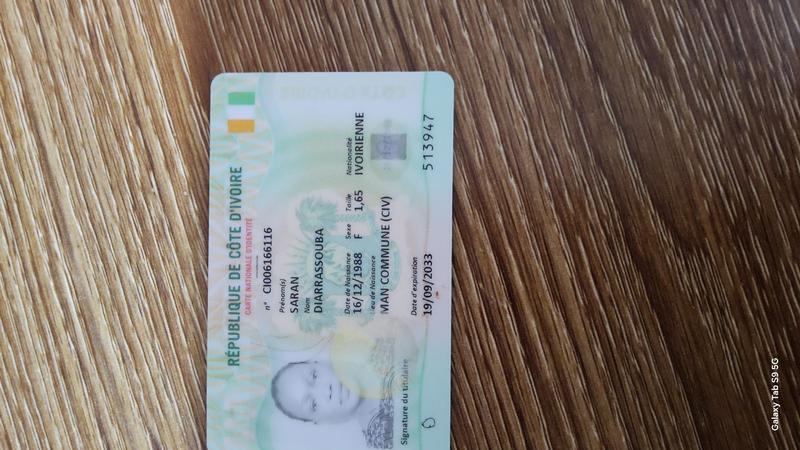 RÉPUBLIQUE DE CÔTE D'IVOIRE
CARTE NATIONALE D'IDENTITÉ
n° CI006166116
Prénom(s)
SARAN
Nom
DIARRASSOUBA
Date de Naissance Sexe Taille Nationalité
16/12/1988 F 1,65 IVOIRIENNE
eu de Naissance
MAN COMMUNE (CIV)
Date d'expiration
19/09/2033
513947
Signature du titulaire
Galaxy Tab S9 5G